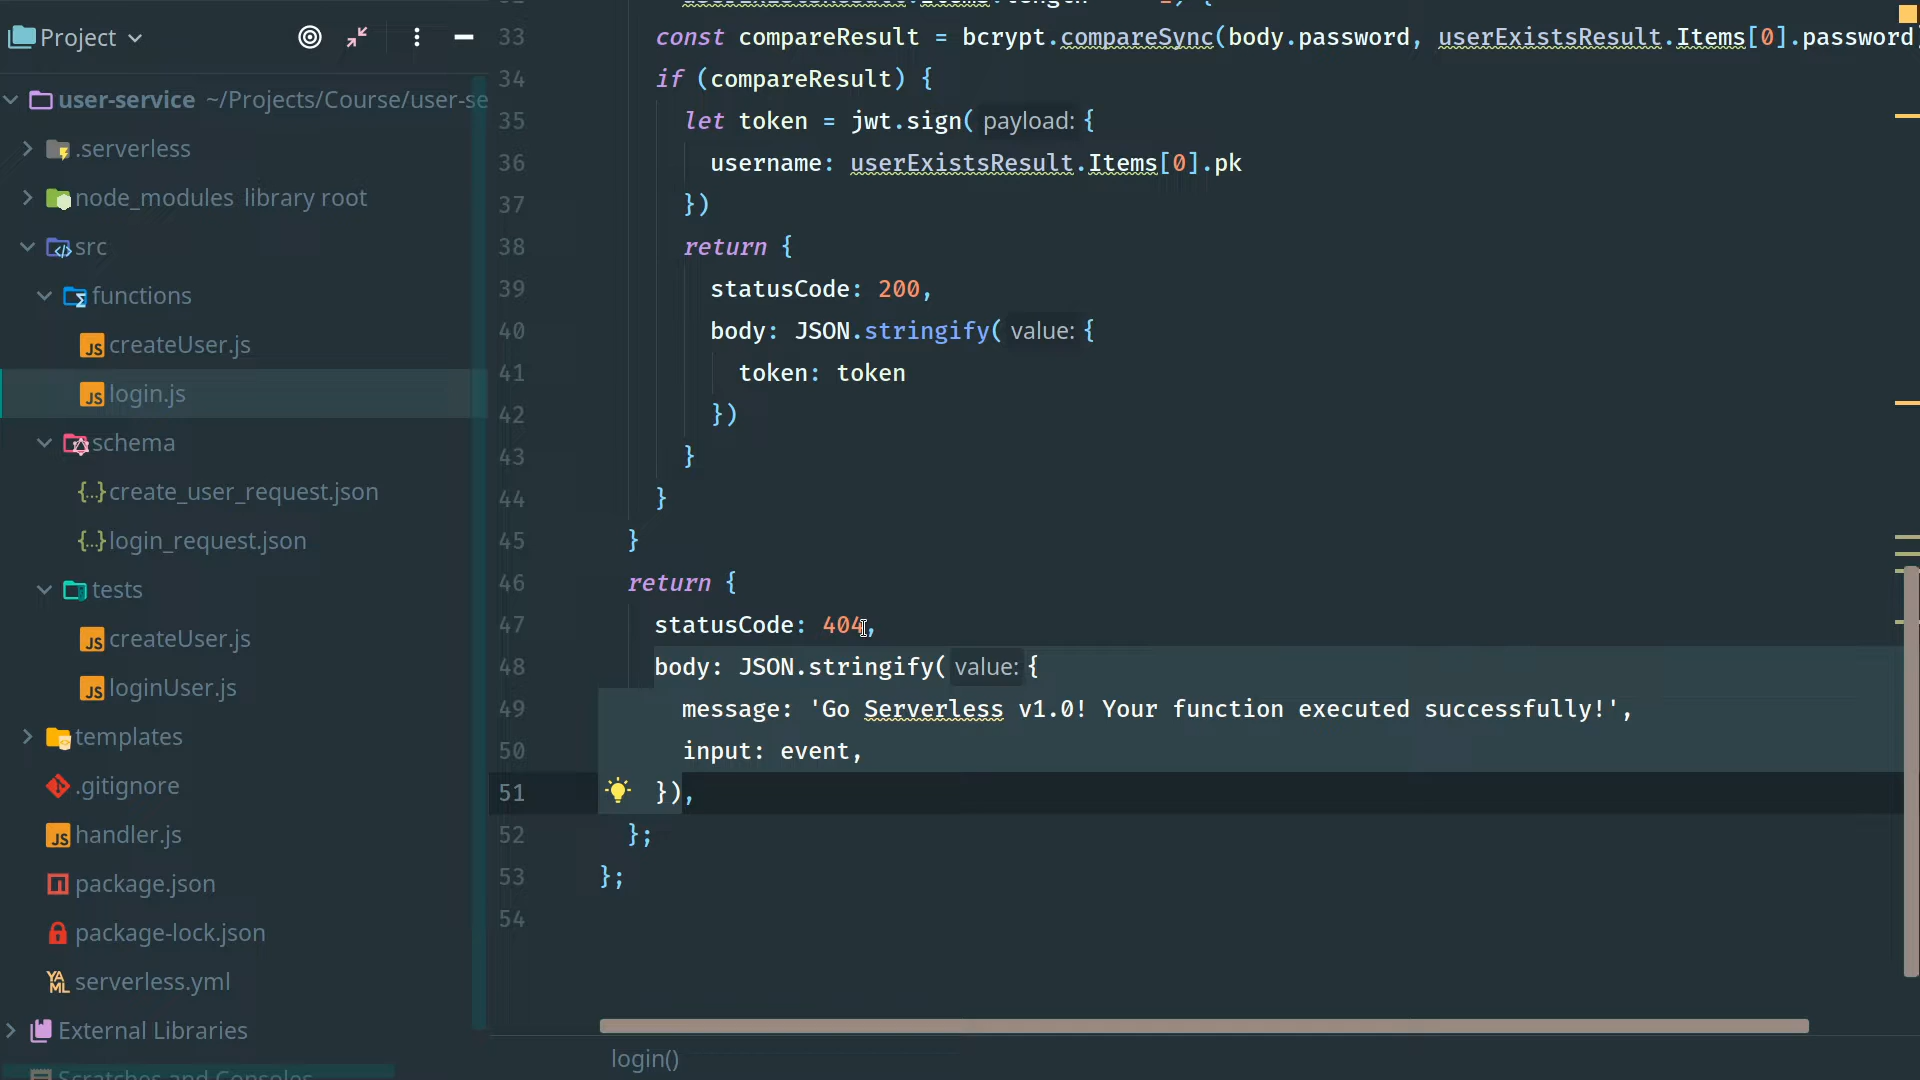 Project
user-service ~/Projects/Course/user-se
.serverless
node_modules library root
src
functions
createUser.js
login.js
schema
create_user_request.json
login_request.json
tests
createUser.js
loginUser.js
templates
.gitignore
handler.js
package.json
package-lock.json
serverless.yml
External Libraries
Scratches and Consoles
33 const compareResult = bcrypt.compareSync(body.password, userExistsResult.Items[0].password
34 if (compareResult) {
35 let token = jwt.sign( payload: {
36 username: userExistsResult.Items[0].pk
37 })
38 return {
39 statusCode: 200,
40 body: JSON.stringify( value: {
41 token: token
42 })
43 }
44 }
45 }
46 return {
47 statusCode: 404,
48 body: JSON.stringify( value: {
49 message: 'Go Serverless v1.0! Your function executed successfully!',
50 input: event,
51 }),
52 };
53 };
54
login()